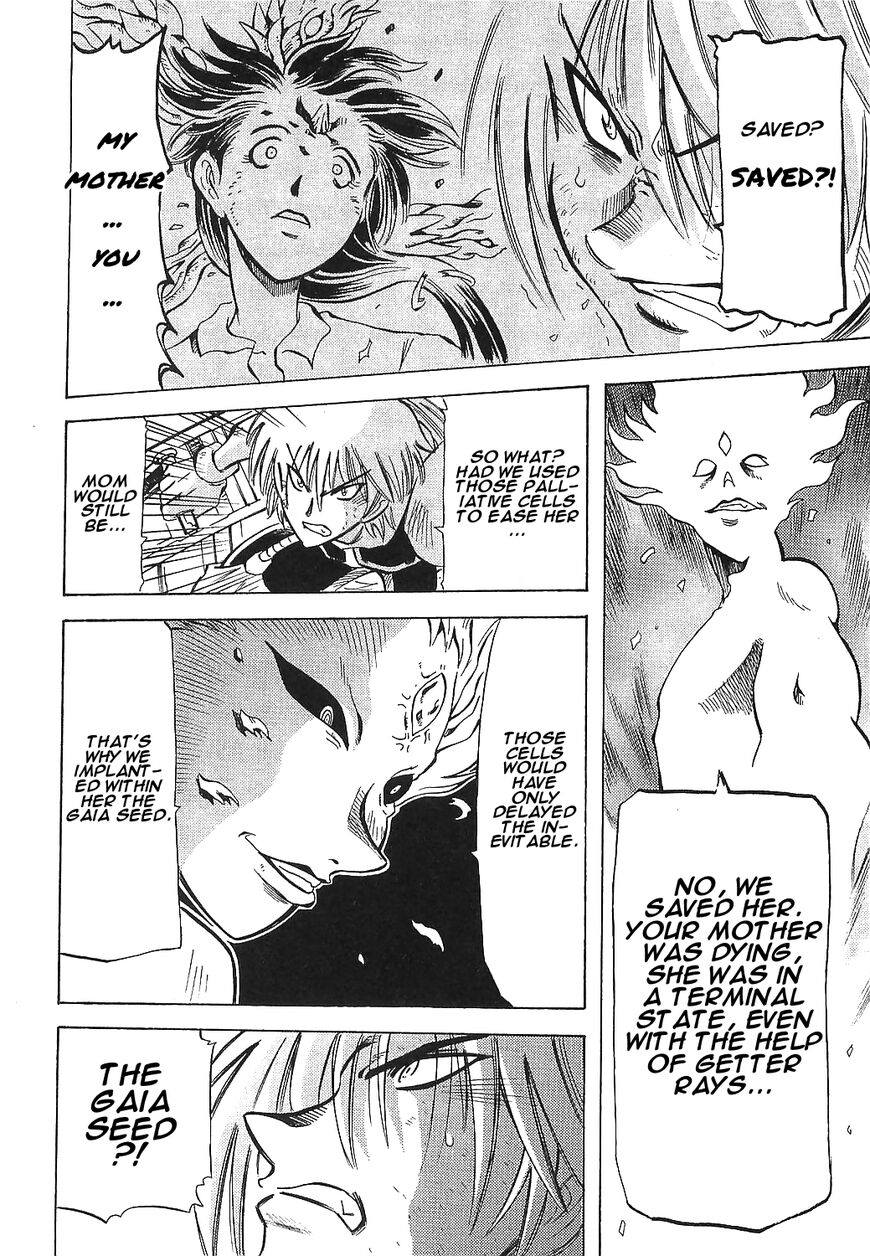 SAVED?
SAVED?!
MY
MOTHER
...
YOU
...
NO, WE
SAVED HER.
YOUR MOTHER
WAS DYING,
SHE WAS IN
A TERMINAL
STATE, EVEN
WITH THE HELP
OF GETTER
RAYS...
SO WHAT?
HAD WE USED
THOSE PALL-
IATIVE CELLS
TO EASE HER
...
MOM
WOULD
STILL
BE...
THOSE
CELLS
WOULD
HAVE
ONLY
DELAYED
THE IN-
EVITABLE.
THAT'S
WHY WE
IMPLANT-
ED WITHIN
HER THE
GAIA SEED.
THE
GAIA
SEED
?!